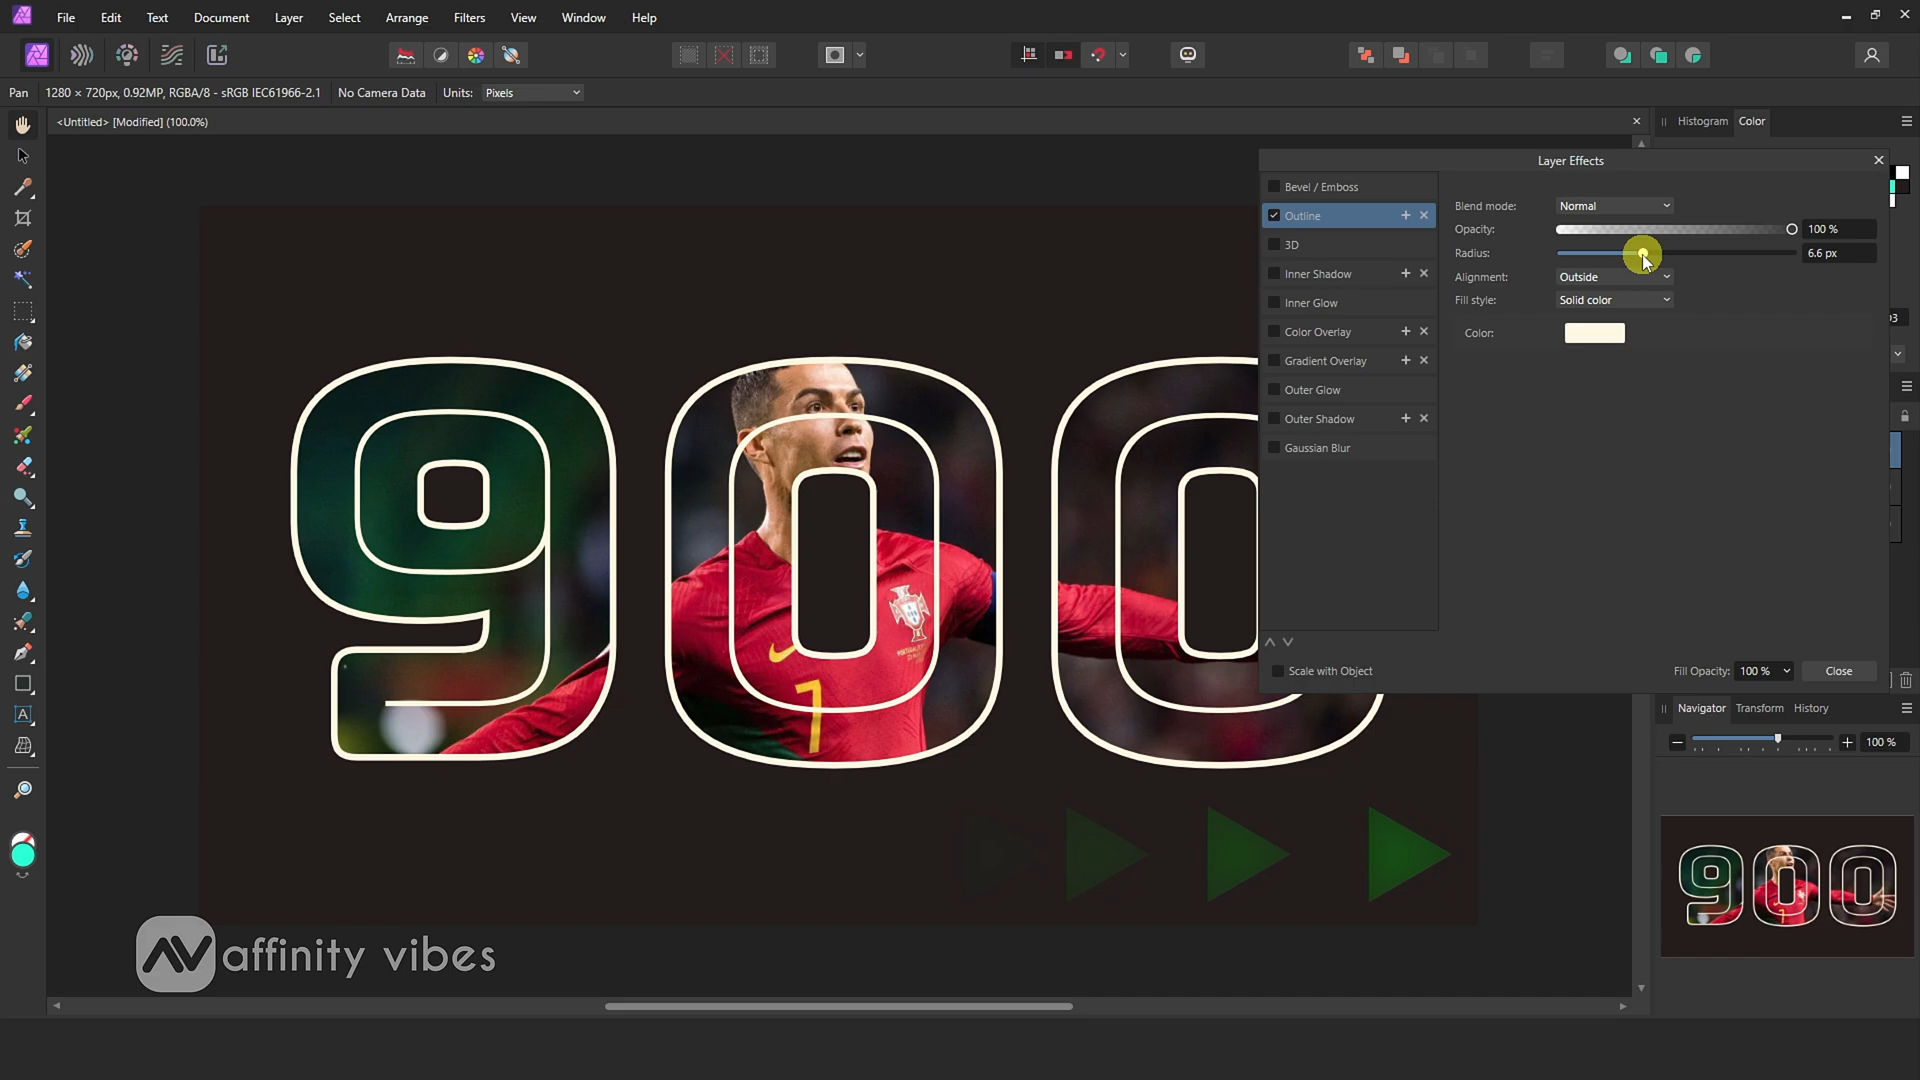 File Edit Text Document Layer Select Arrange Filters View Window Help
Pan 1280 × 720px, 0.92MP, RGBA/8 - sRGB IEC61966-2.1 No Camera Data Units: Pixels
<Untitled> [Modified] (100.0%)
Histogram Color
Layer Effects
Bevel / Emboss
Outline
3D
Inner Shadow
Inner Glow
Color Overlay
Gradient Overlay
Outer Glow
Outer Shadow
Gaussian Blur
Blend mode: Normal
Opacity: 100 %
Radius: 6.6 px
Alignment: Outside
Fill style: Solid color
Color:
Scale with Object
Fill Opacity: 100 % Close
900
7
Navigator Transform History
100 %
900
AV affinity vibes